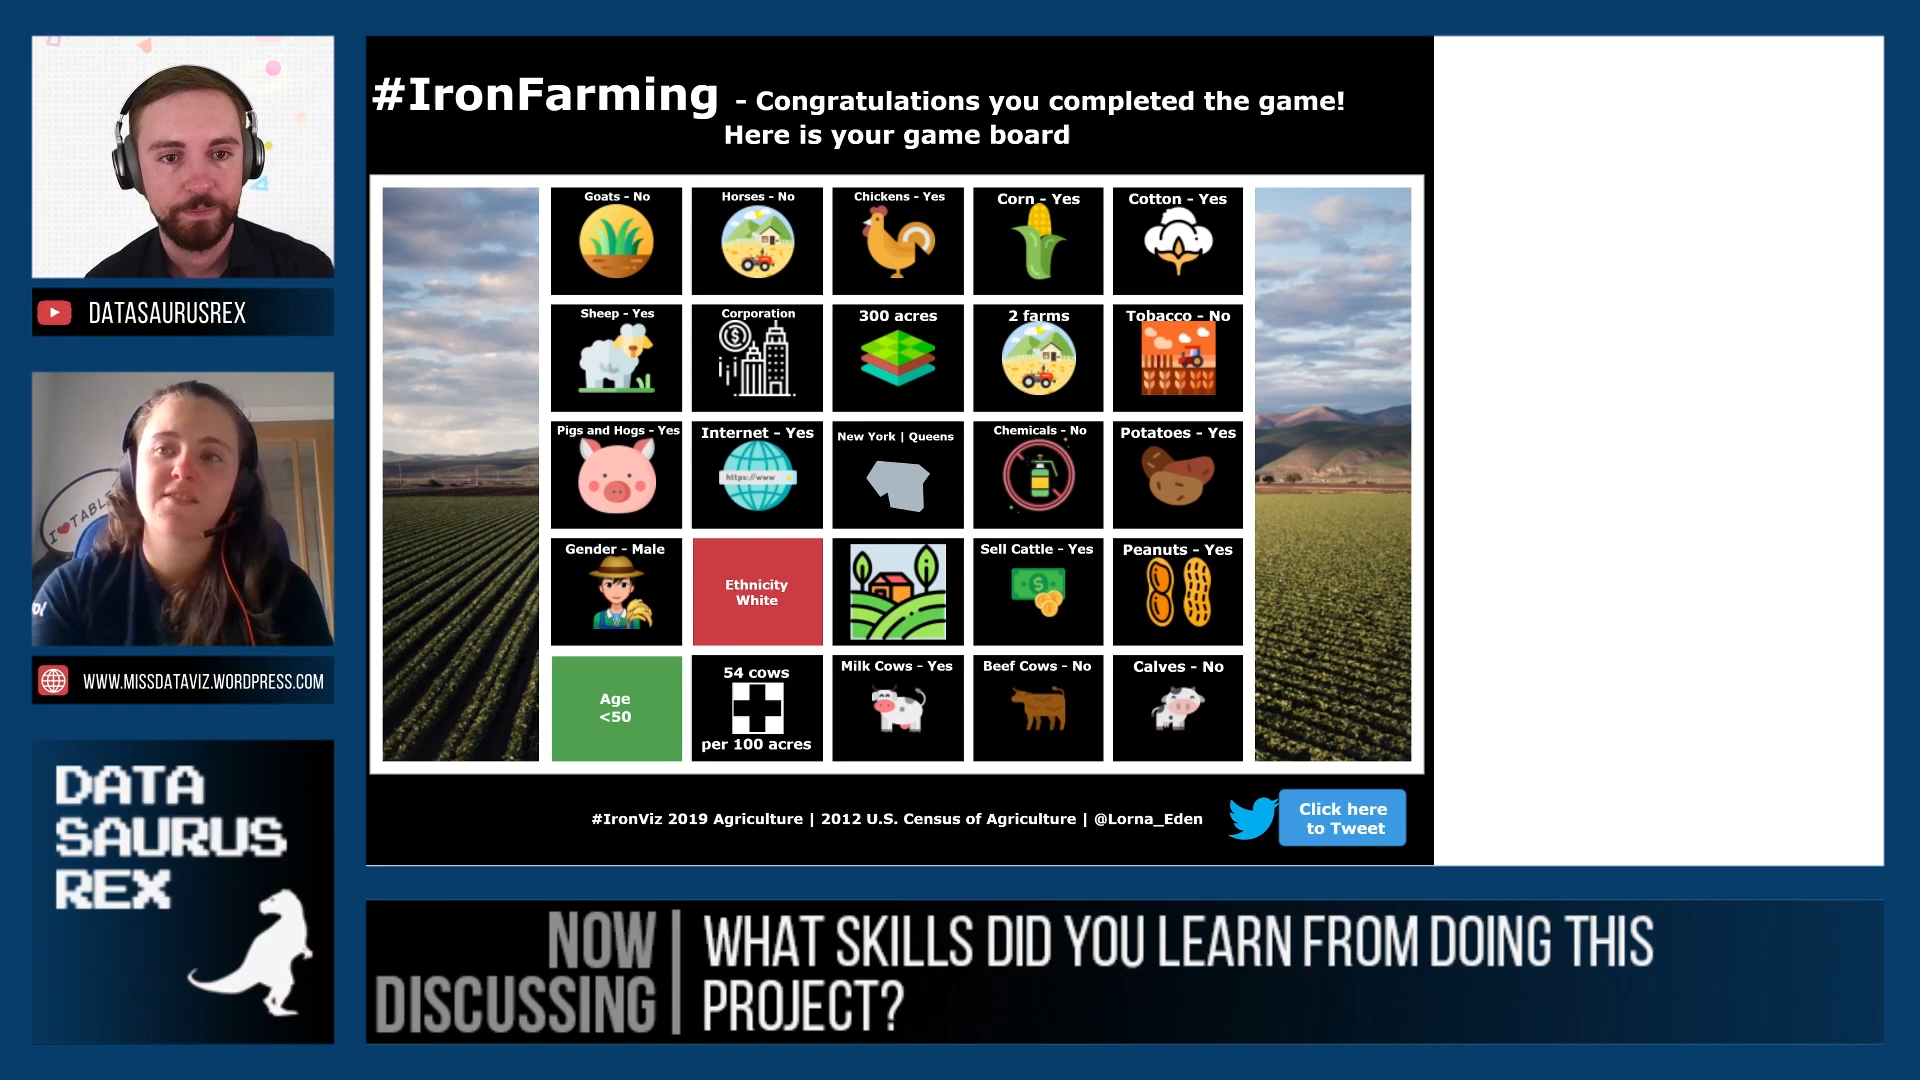 DATASAURUSREX
I ❤ TABL
WWW.MISSDATAVIZ.WORDPRESS.COM
DATA
SAURUS
REX
#IronFarming - Congratulations you completed the game!
Here is your game board
Goats - No
Horses - No
Chickens - Yes
Corn - Yes
Cotton - Yes
Sheep - Yes
Corporation
300 acres
2 farms
Tobacco - No
Pigs and Hogs - Yes
Internet - Yes
https://www
New York | Queens
Chemicals - No
Potatoes - Yes
Gender - Male
Ethnicity
White
Sell Cattle - Yes
Peanuts - Yes
Age
<50
54 cows
per 100 acres
Milk Cows - Yes
Beef Cows - No
Calves - No
#IronViz 2019 Agriculture | 2012 U.S. Census of Agriculture | @Lorna_Eden
Click here
to Tweet
NOW
DISCUSSING
WHAT SKILLS DID YOU LEARN FROM DOING THIS
PROJECT?